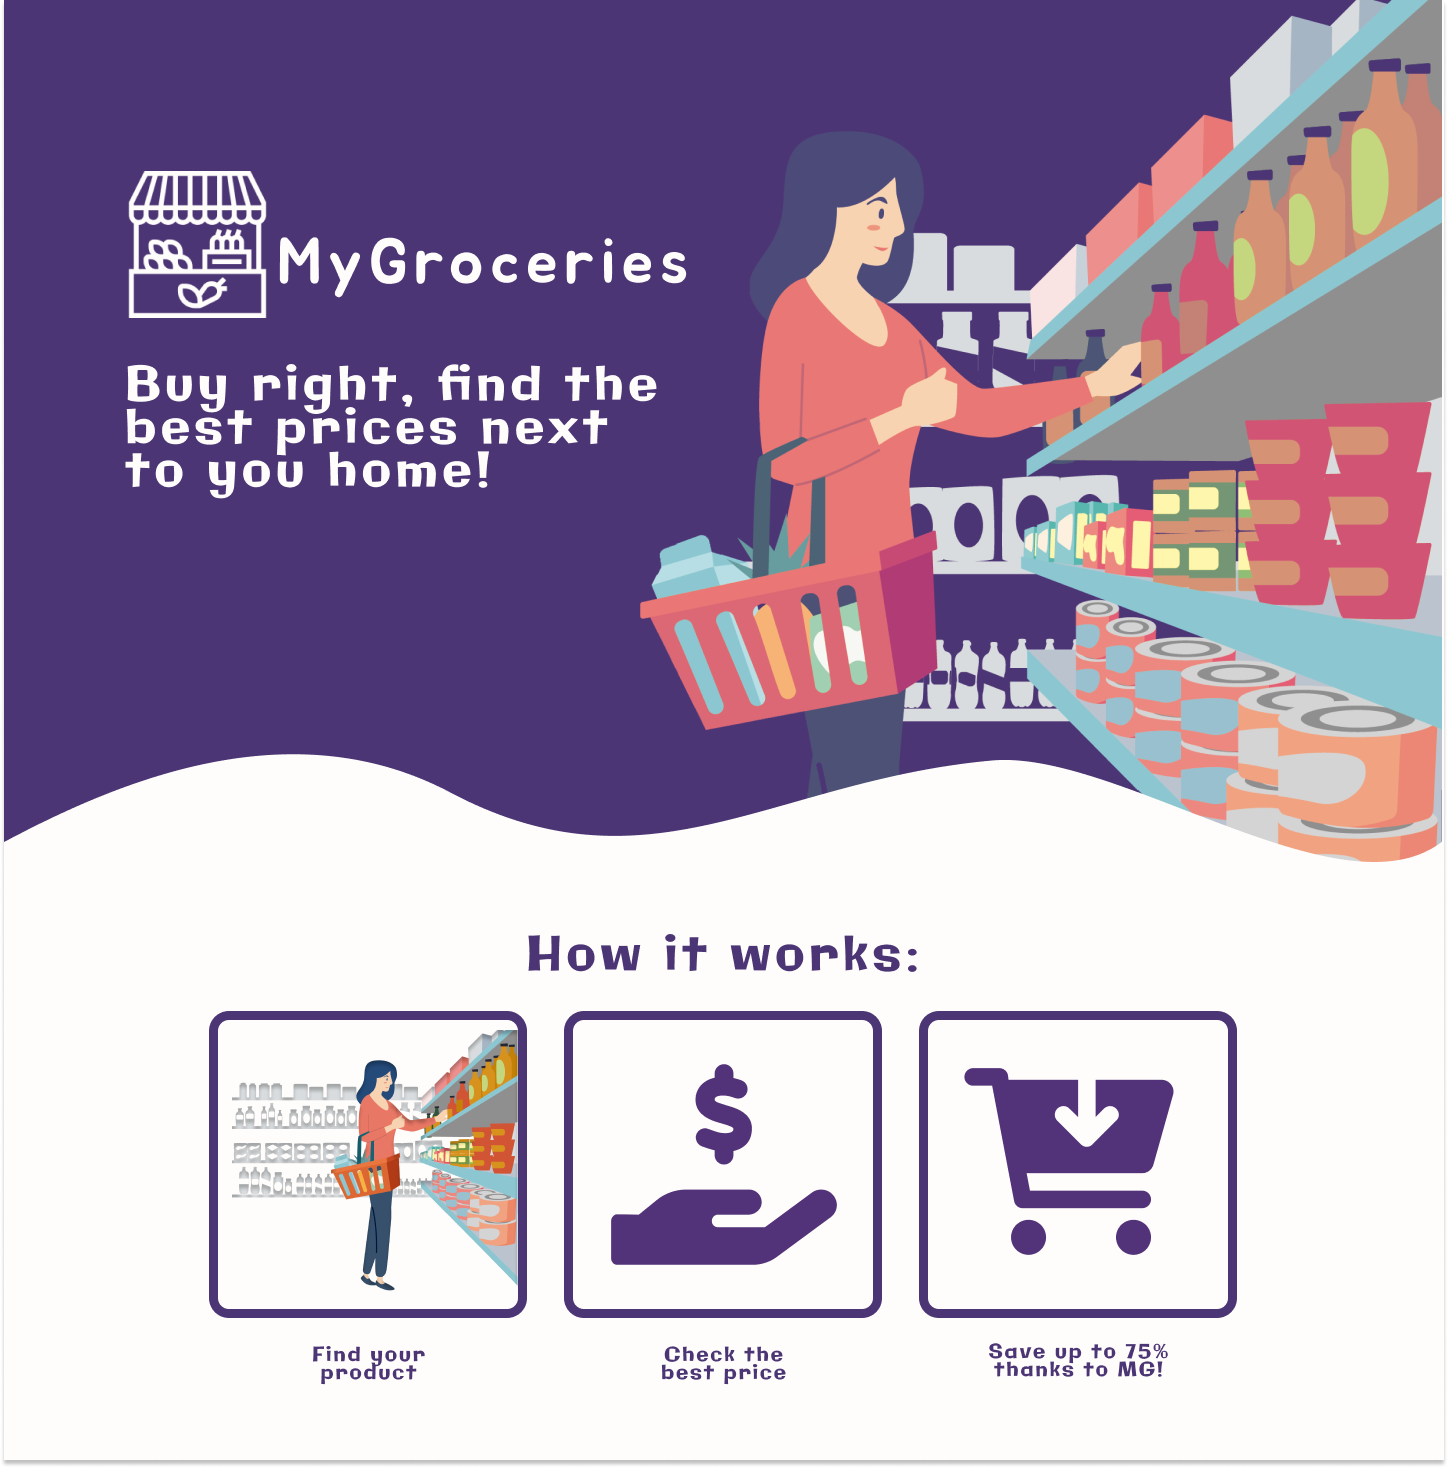 MyGroceries
Buy right, find the
best prices next
to you home!
How it works:
Find your
product
Check the
best price
Save up to 75%
thanks to MG!